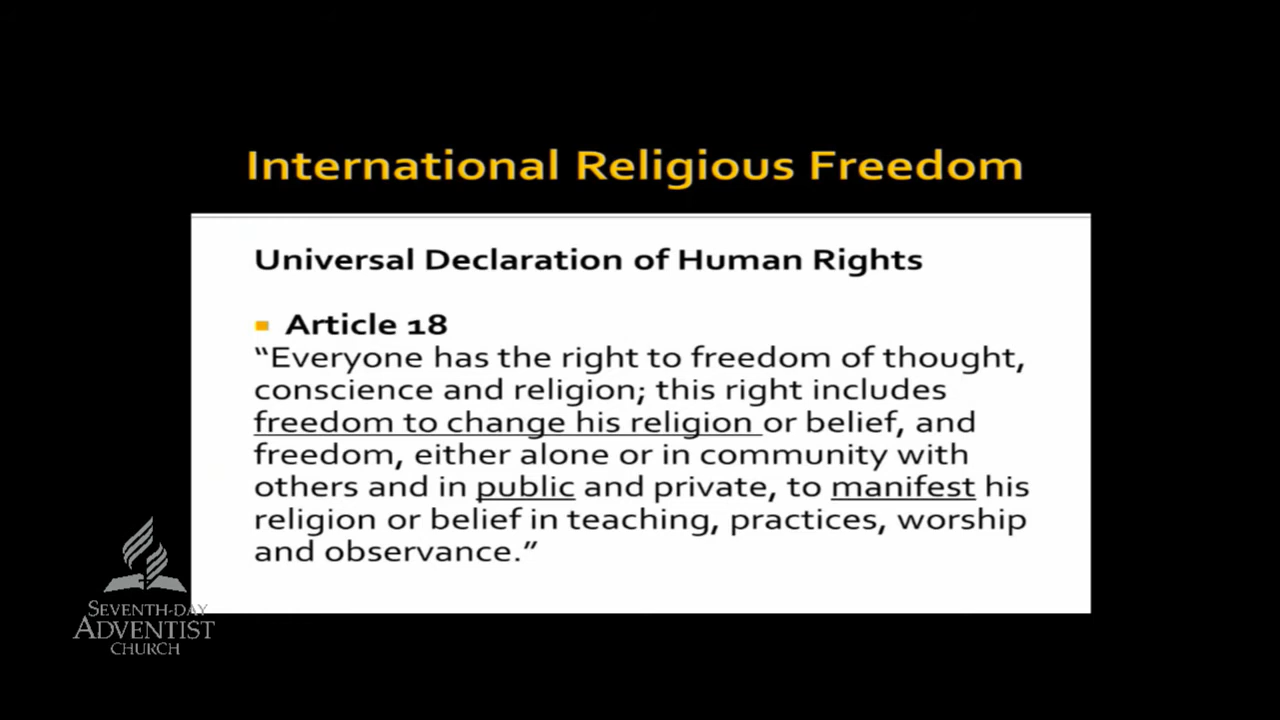 International Religious Freedom
Universal Declaration of Human Rights
Article 18
“Everyone has the right to freedom of thought,
conscience and religion; this right includes
freedom to change his religion or belief, and
freedom, either alone or in community with
others and in public and private, to manifest his
religion or belief in teaching, practices, worship
and observance.”
SEVENTH-DAY
ADVENTIST
CHURCH